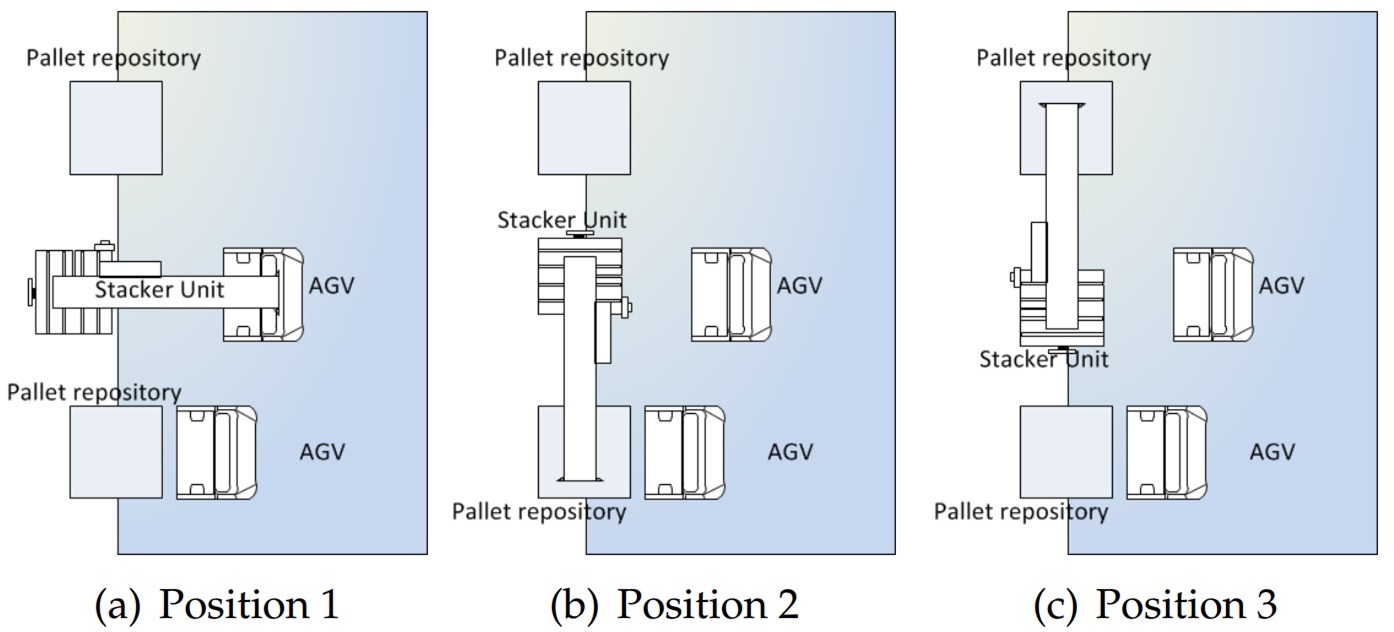 Pallet repository
Stacker Unit
AGV
Pallet repository
AGV
(a) Position 1
Pallet repository
Stacker Unit
AGV
AGV
Pallet repository
(b) Position 2
Pallet repository
AGV
Stacker Unit
AGV
Pallet repository
(c) Position 3